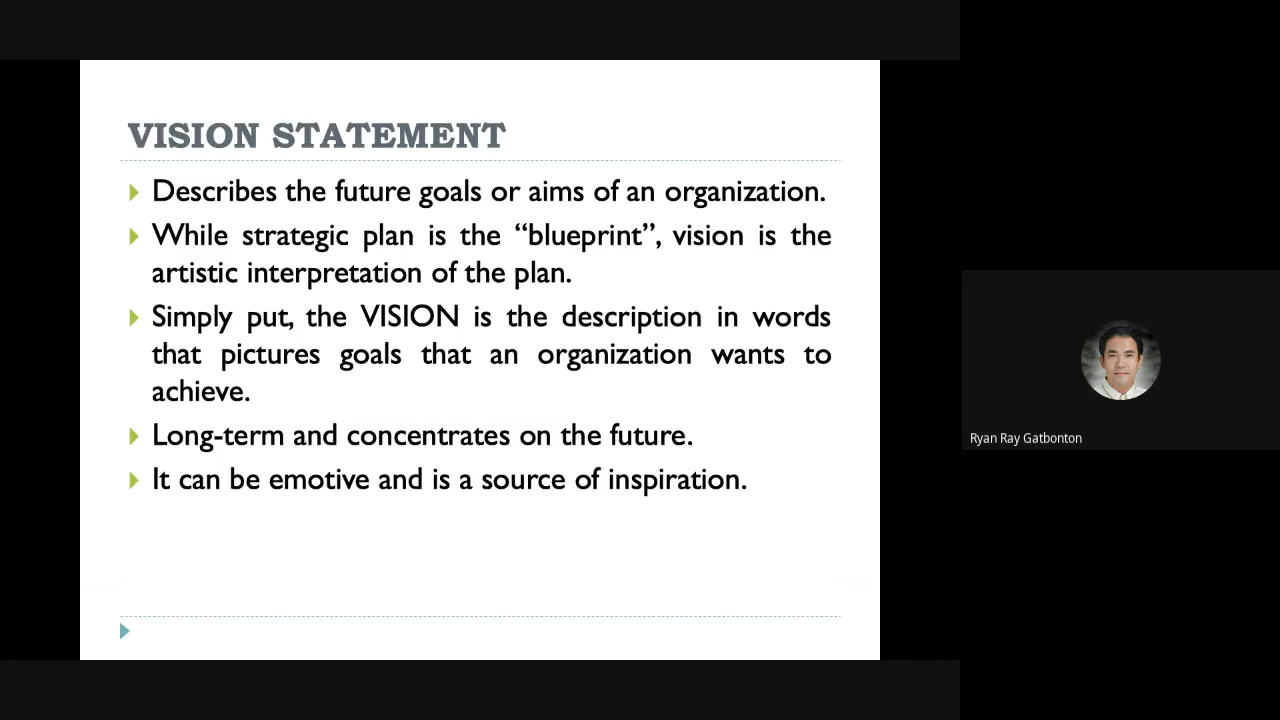 VISION STATEMENT
Describes the future goals or aims of an organization.
While strategic plan is the “blueprint”, vision is the
artistic interpretation of the plan.
Simply put, the VISION is the description in words
that pictures goals that an organization wants to
achieve.
Long-term and concentrates on the future.
It can be emotive and is a source of inspiration.
Ryan Ray Gatbonton